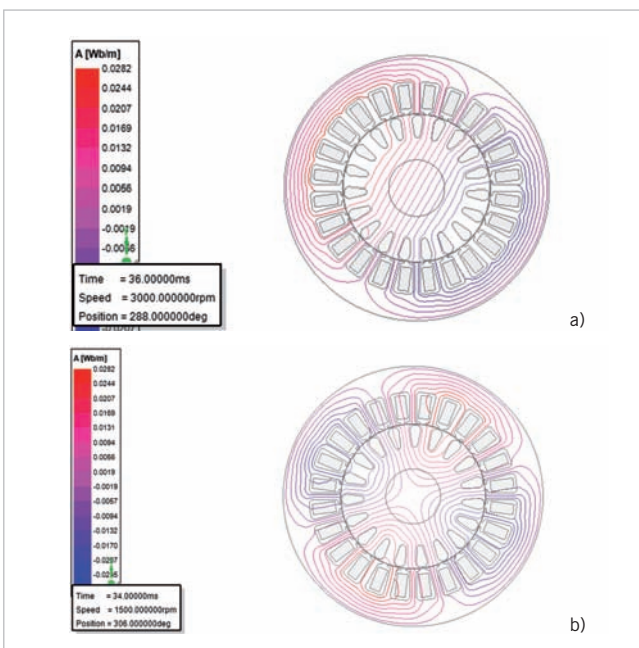 A [Wb/m]
0.0282
0.0244
0.0207
0.0169
0.0132
0.0094
0.0056
0.0019
-0.0019
Time = 36.00000ms
Speed = 3000.000000rpm
Position = 288.000000deg
a)
A [Wb/m]
0.0282
0.0244
0.0207
0.0169
0.0131
0.0094
0.0056
0.0019
-0.0019
-0.0057
-0.0094
-0.0132
-0.0170
Time = 34.00000ms
Speed = 1500.000000rpm
Position = 306.000000deg
b)